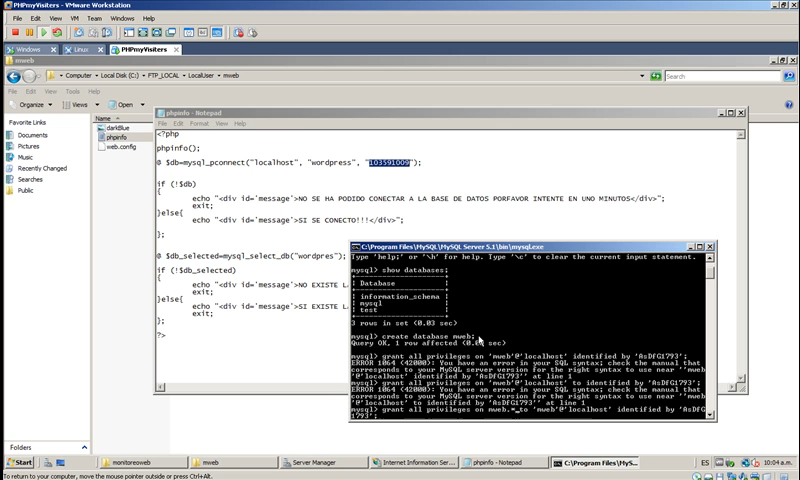 PHPmyVisiters - VMware Workstation
File Edit View VM Team Windows Help
Windows Linux PHPmyVisiters
mweb
Computer Local Disk (C:) FTP_LOCAL LocalUser mweb Search
File Edit View Tools Help
Organize Views Open
Favorite Links
Documents
Pictures
Music
Recently Changed
Searches
Public
Folders
Name
darkBlue
phpinfo
web.config
phpinfo - Notepad
File Edit Format View Help
<?php
phpinfo();
@ $db=mysql_pconnect("localhost", "wordpress", "103591009");
if (!$db)
{
echo "<div id='message'>NO SE HA PODIDO CONECTAR A LA BASE DE DATOS PORFAVOR INTENTE EN UNO MINUTOS</div>";
exit;
}else{
echo "<div id='message'>SI SE CONECTO!!!</div>";
};
@ $db_selected=mysql_select_db("wordpres");
if (!$db_selected)
{
echo "<div id='message'>NO EXISTE LA
exit;
}else{
echo "<div id='message'>SI EXISTE LA
};
?>
C:\Program Files\MySQL\MySQL Server 5.1\bin\mysql.exe
Type 'help;' or '\h' for help. Type '\c' to clear the current input statement.
mysql> show databases;
| Database |
| information_schema |
| mysql |
| test |
3 rows in set (0.03 sec)
mysql> create database mweb;
Query OK, 1 row affected (0.00 sec)
mysql> grant all privileges on 'mweb'@'localhost' identified by 'AsDFG1793';
ERROR 1064 (42000): You have an error in your SQL syntax; check the manual that
corresponds to your MySQL server version for the right syntax to use near ''mweb
'@'localhost' identified by 'AsDFG1793'' at line 1
mysql> grant all privileges on 'mweb'@'localhost' to identified by 'AsDFG1793';
ERROR 1064 (42000): You have an error in your SQL syntax; check the manual that
corresponds to your MySQL server version for the right syntax to use near ''mweb
'@'localhost' to identified by 'AsDFG1793'' at line 1
mysql> grant all privileges on mweb.* to 'mweb'@'localhost' identified by 'AsDFG
1793';
Start monitoreoweb mweb Server Manager Internet Information Ser... phpinfo - Notepad C:\Program Files\MyS... ES 10:04 a.m.
To return to your computer, move the mouse pointer outside or press Ctrl+Alt.